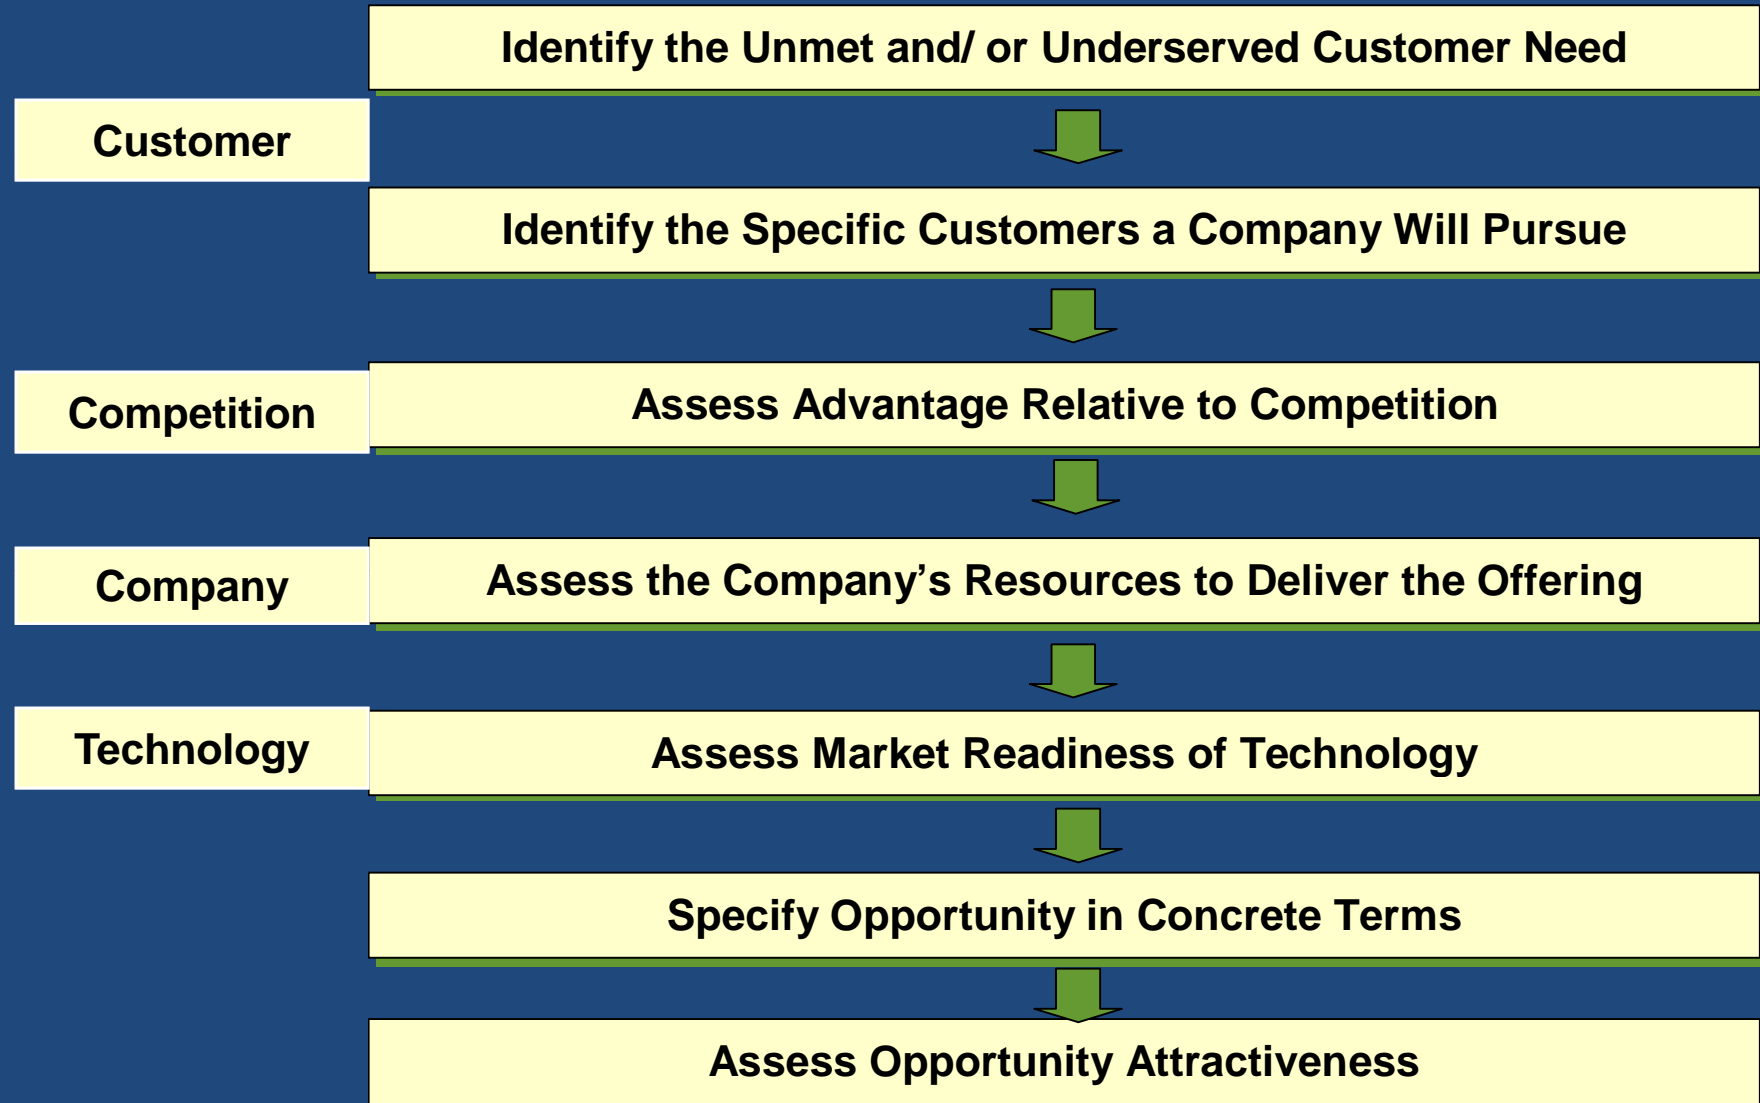 Identify the Unmet and/ or Underserved Customer Need
Customer
Identify the Specific Customers a Company Will Pursue
Competition
Assess Advantage Relative to Competition
Company
Assess the Company’s Resources to Deliver the Offering
Technology
Assess Market Readiness of Technology
Specify Opportunity in Concrete Terms
Assess Opportunity Attractiveness